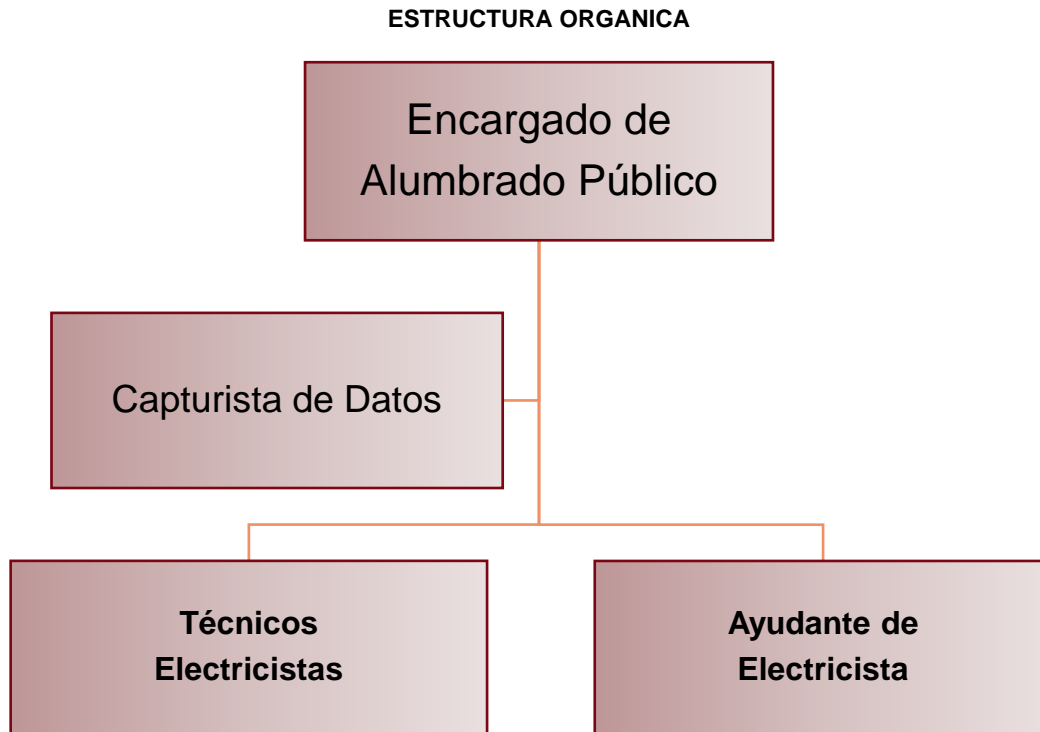 ESTRUCTURA ORGANICA
Encargado de
Alumbrado Público
Capturista de Datos
Técnicos
Electricistas
Ayudante de
Electricista